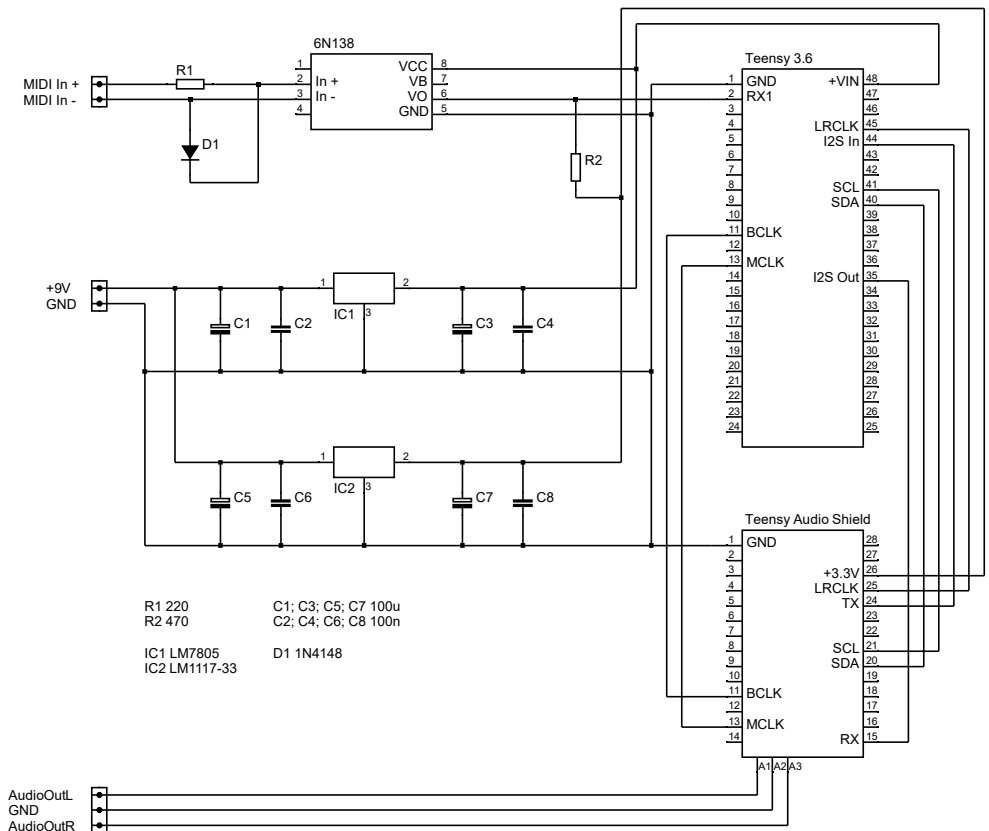 6N138
MIDI In +
MIDI In -
R1
1
2
3
4
In +
In -
VCC
VB
VO
GND
8
7
6
5
D1
R2
Teensy 3.6
1
2
3
4
5
6
7
8
9
10
11
12
13
14
15
16
17
18
19
20
21
22
23
24
GND
RX1
BCLK
MCLK
+VIN
LRCLK
I2S In
SCL
SDA
I2S Out
48
47
46
45
44
43
42
41
40
39
38
37
36
35
34
33
32
31
30
29
28
27
26
25
+9V
GND
C1
C2
1
IC1
2
3
C3
C4
C5
C6
1
IC2
2
3
C7
C8
Teensy Audio Shield
1
2
3
4
5
6
7
8
9
10
11
12
13
14
GND
BCLK
MCLK
+3.3V
LRCLK
TX
SCL
SDA
RX
28
27
26
25
24
23
22
21
20
19
18
17
16
15
A1
A2
A3
R1 220
R2 470
IC1 LM7805
IC2 LM1117-33
C1; C3; C5; C7 100u
C2; C4; C6; C8 100n
D1 1N4148
AudioOutL
GND
AudioOutR